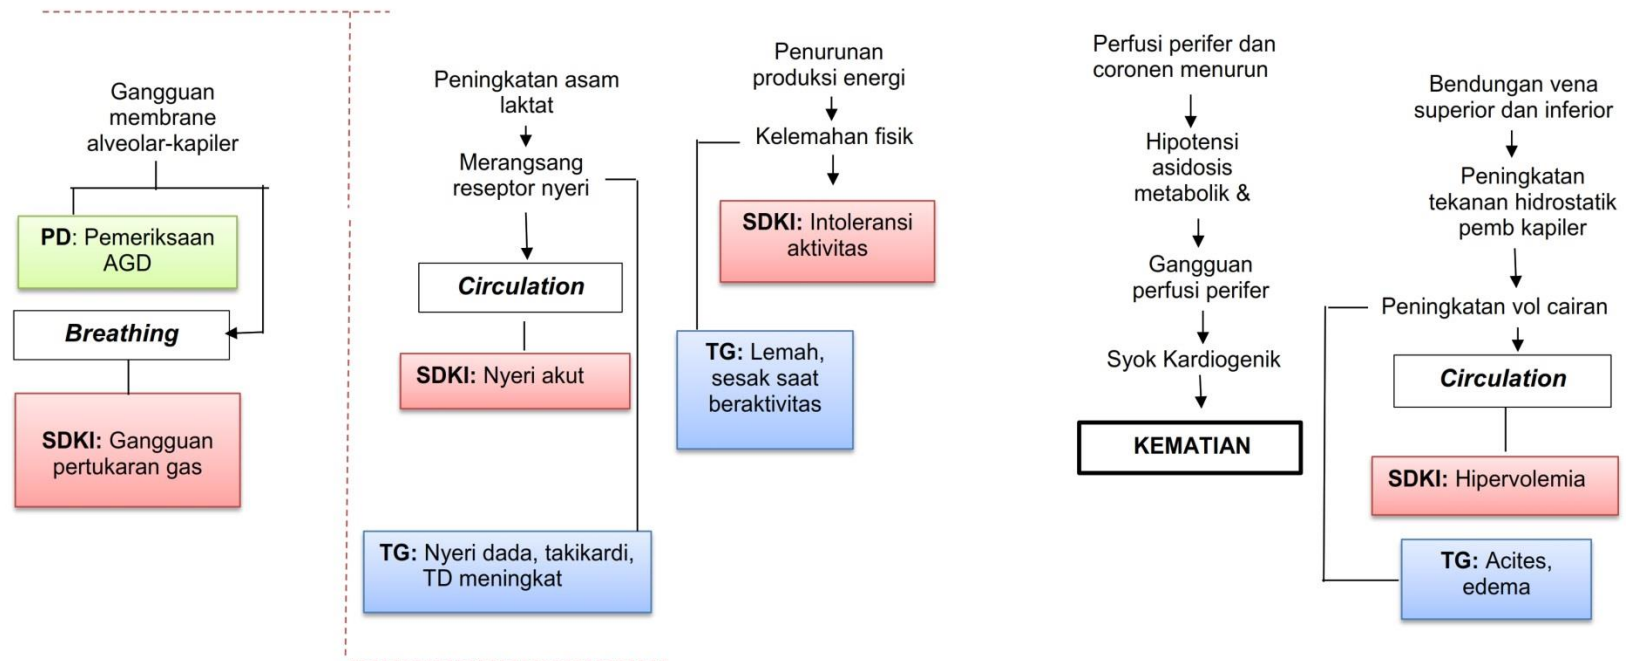 Gangguan
membrane
alveolar-kapiler
PD: Pemeriksaan
AGD
Breathing
SDKI: Gangguan
pertukaran gas
Peningkatan asam
laktat
Merangsang
reseptor nyeri
Circulation
SDKI: Nyeri akut
TG: Nyeri dada, takikardi,
TD meningkat
Penurunan
produksi energi
Kelemahan fisik
SDKI: Intoleransi
aktivitas
TG: Lemah,
sesak saat
beraktivitas
Perfusi perifer dan
coronen menurun
Hipotensi
asidosis
metabolik &
Gangguan
perfusi perifer
Syok Kardiogenik
KEMATIAN
Bendungan vena
superior dan inferior
Peningkatan
tekanan hidrostatik
pemb kapiler
Peningkatan vol cairan
Circulation
SDKI: Hipervolemia
TG: Acites,
edema